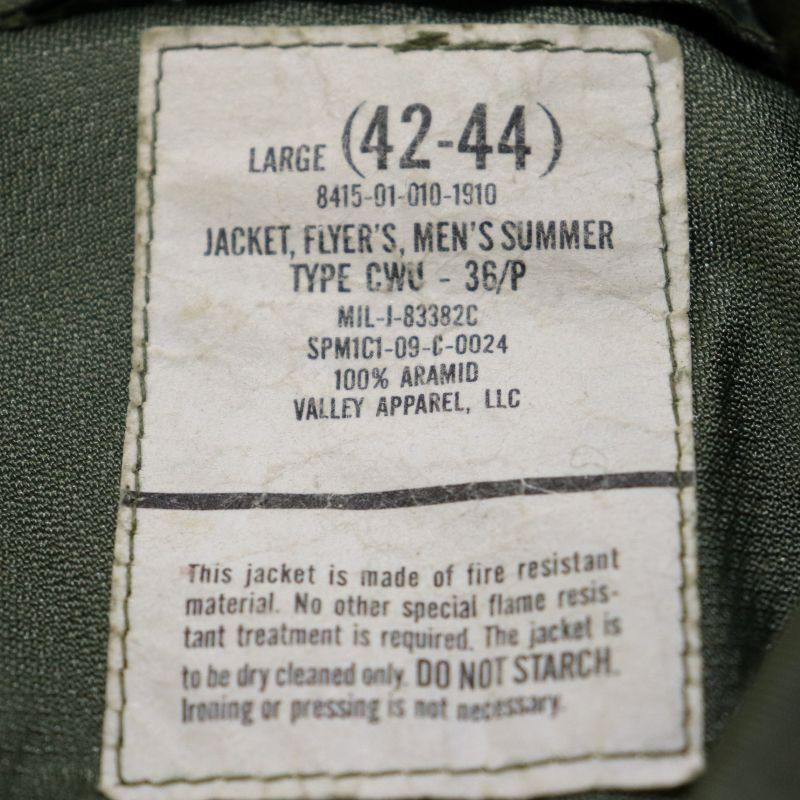 LARGE (42-44)
8415-01-010-1910
JACKET, FLYER'S, MEN'S SUMMER
TYPE CWU - 36/P
MIL-J-83382C
SPM1C1-09-C-0024
100% ARAMID
VALLEY APPAREL, LLC
This jacket is made of fire resistant
material. No other special flame resis-
tant treatment is required. The jacket is
to be dry cleaned only. DO NOT STARCH.
Ironing or pressing is not necessary.